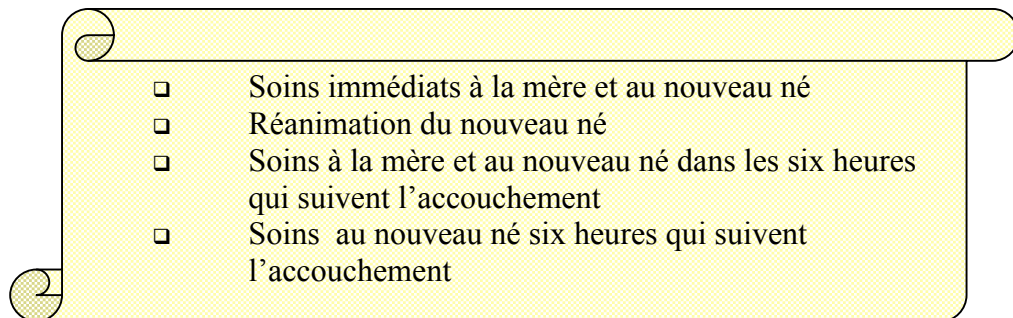 ❑ Soins immédiats à la mère et au nouveau né
❑ Réanimation du nouveau né
❑ Soins à la mère et au nouveau né dans les six heures
qui suivent l’accouchement
❑ Soins au nouveau né six heures qui suivent
l’accouchement